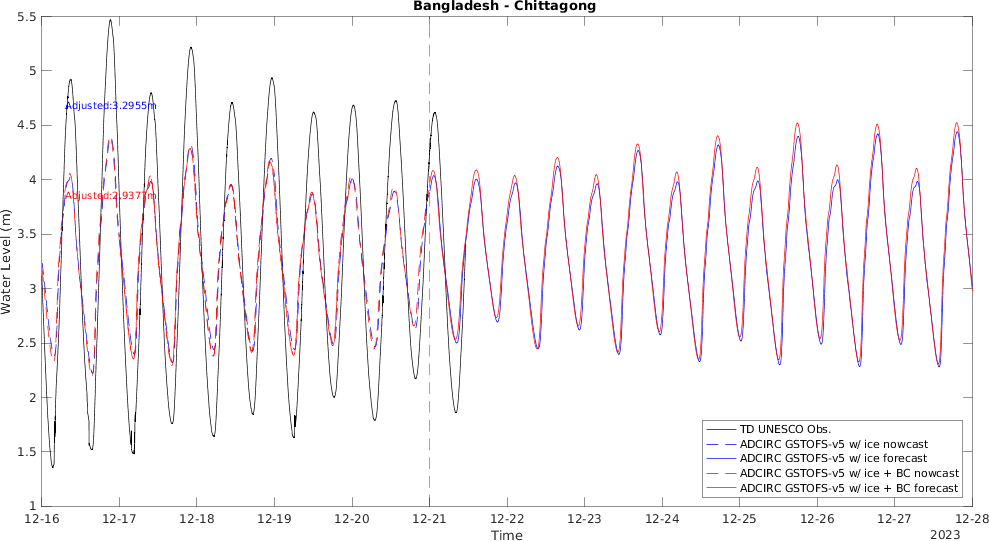 Bangladesh - Chittagong
5.5
5
4.5
4
3.5
3
2.5
2
1.5
1
Water Level (m)
Adjusted:3.2955m
Adjusted:2.9377m
TD UNESCO Obs.
ADCIRC GSTOFS-v5 w/ ice nowcast
ADCIRC GSTOFS-v5 w/ ice forecast
ADCIRC GSTOFS-v5 w/ ice + BC nowcast
ADCIRC GSTOFS-v5 w/ ice + BC forecast
12-16 12-17 12-18 12-19 12-20 12-21 12-22 12-23 12-24 12-25 12-26 12-27 12-28
Time
2023